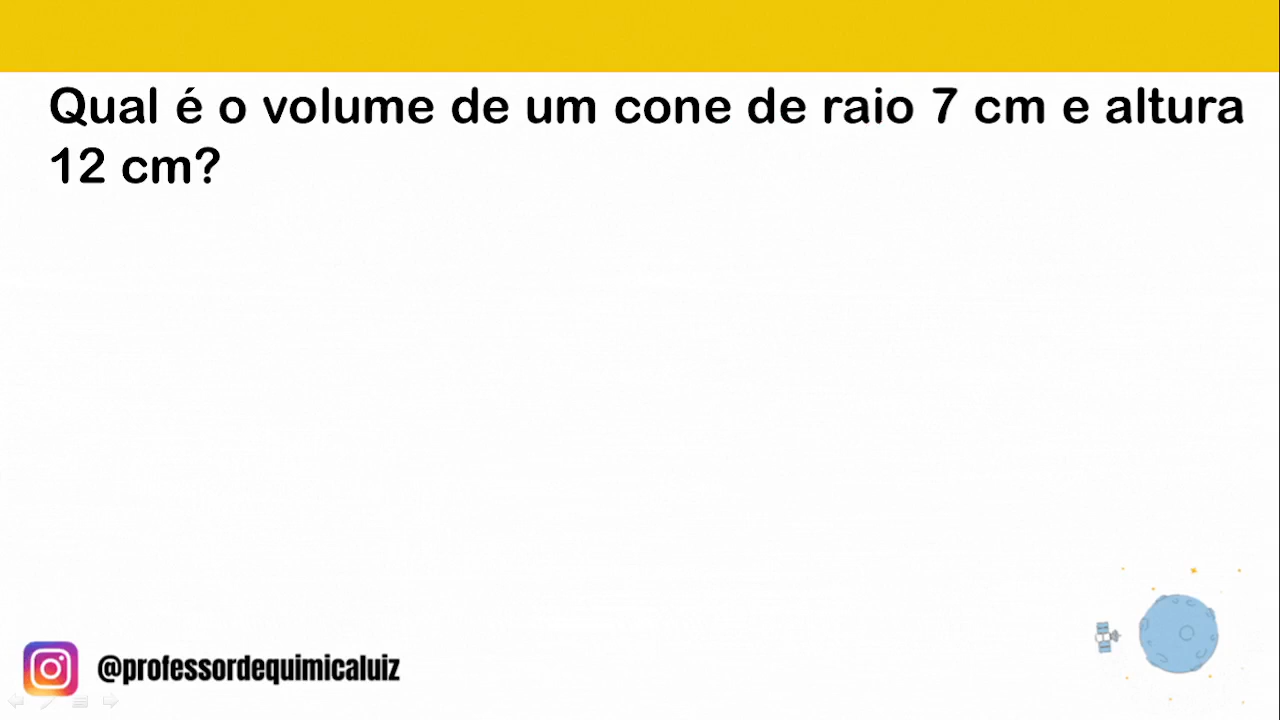 Qual é o volume de um cone de raio 7 cm e altura
12 cm?
@professordequimicaluiz